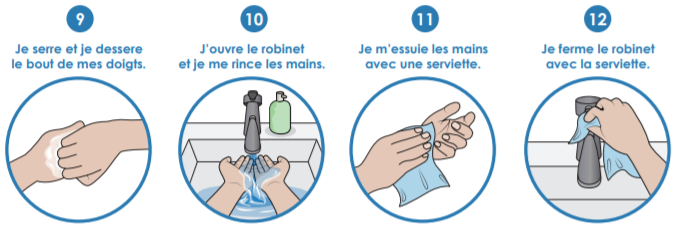 9
Je serre et je dessere
le bout de mes doigts.
10
J'ouvre le robinet
et je me rince les mains.
11
Je m'essuie les mains
avec une serviette.
12
Je ferme le robinet
avec la serviette.